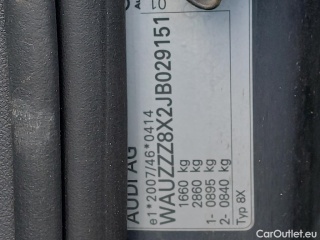 AUDI AG
e1*2007/46*0414
WAUZZZ8X2JB029151
1660 kg
2860 kg
1- 0895 kg
2- 0840 kg
Typ 8X
CarOutlet.eu